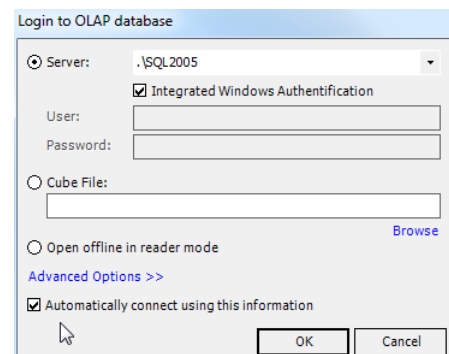 Login to OLAP database
Server: .\SQL2005
Integrated Windows Authentification
User:
Password:
Cube File:
Browse
Open offline in reader mode
Advanced Options >>
Automatically connect using this information
OK Cancel